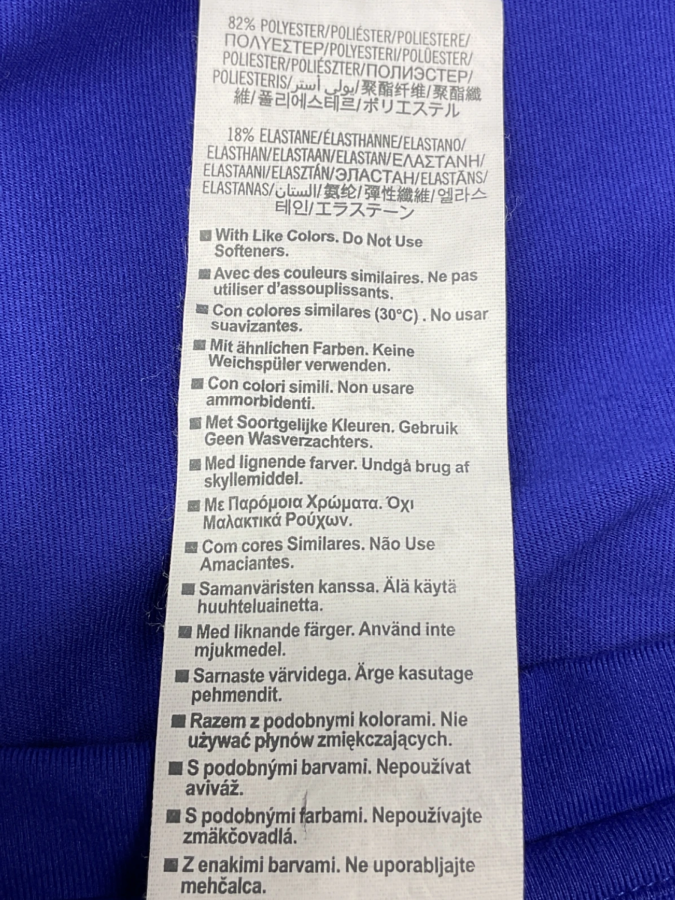 82% POLYESTER/POLIÉSTER/POLIESTERE/
ΠΟΛΥΕΣΤΕΡ/POLYESTERI/POLÜESTER/
POLIESTER/POLIÉSZTER/ПОЛИЭСТЕР/
POLIESTERIS/بولي أستر/聚酯纤维/聚酯纖
維/폴리에스테르/ポリエステル
18% ELASTANE/ÉLASTHANNE/ELASTANO/
ELASTHAN/ELASTAAN/ELASTAN/ΕΛΑΣΤΑΝΗ/
ELASTAANI/ELASZTÁN/ЭЛАСТАН/ELASTĀNS/
ELASTANAS/الستان/氨纶/彈性纖維/엘라스
테인/エラステーン
With Like Colors. Do Not Use
Softeners.
Avec des couleurs similaires. Ne pas
utiliser d'assouplissants.
Con colores similares (30°C) . No usar
suavizantes.
Mit ähnlichen Farben. Keine
Weichspüler verwenden.
Con colori simili. Non usare
ammorbidenti.
Met Soortgelijke Kleuren. Gebruik
Geen Wasverzachters.
Med lignende farver. Undgå brug af
skyllemiddel.
Με Παρόμοια Χρώματα. Όχι
Μαλακτικά Ρούχων.
Com cores Similares. Não Use
Amaciantes.
Samanväristen kanssa. Älä käytä
huuhteluainetta.
Med liknande färger. Använd inte
mjukmedel.
Sarnaste värvidega. Ärge kasutage
pehmendit.
Razem z podobnymi kolorami. Nie
używać płynów zmiękczających.
S podobnými barvami. Nepoužívat
aviváž.
S podobnými farbami. Nepoužívajte
zmäkčovadlá.
Z enakimi barvami. Ne uporabljajte
mehčalca.